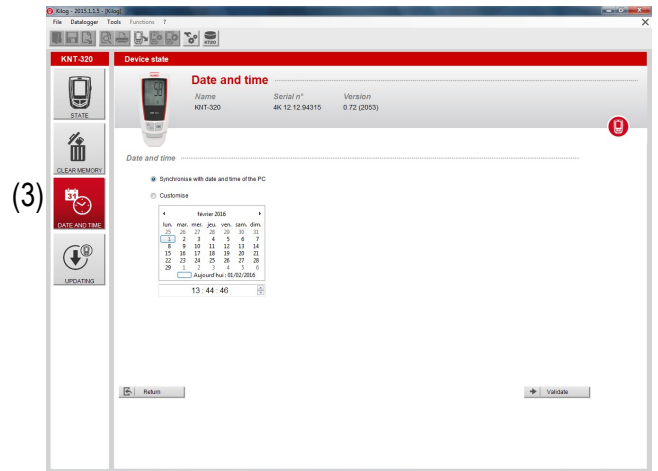 Kilog - 2015.1.1.5 - [Kilog]
File Datalogger Tools Functions ?
KNT-320
Device state
STATE
CLEAR MEMORY
(3)
31
DATE AND TIME
UPDATING
Date and time
Name Serial n° Version
KNT-320 4K 12.12.94315 0.72 (2053)
Date and time
Synchronise with date and time of the PC
Customise
février 2016
lun. mar. mer. jeu. ven. sam. dim.
25 26 27 28 29 30 31
1 2 3 4 5 6 7
8 9 10 11 12 13 14
15 16 17 18 19 20 21
22 23 24 25 26 27 28
29 1 2 3 4 5 6
Aujourd'hui : 01/02/2016
13 : 44 : 46
Return
Validate